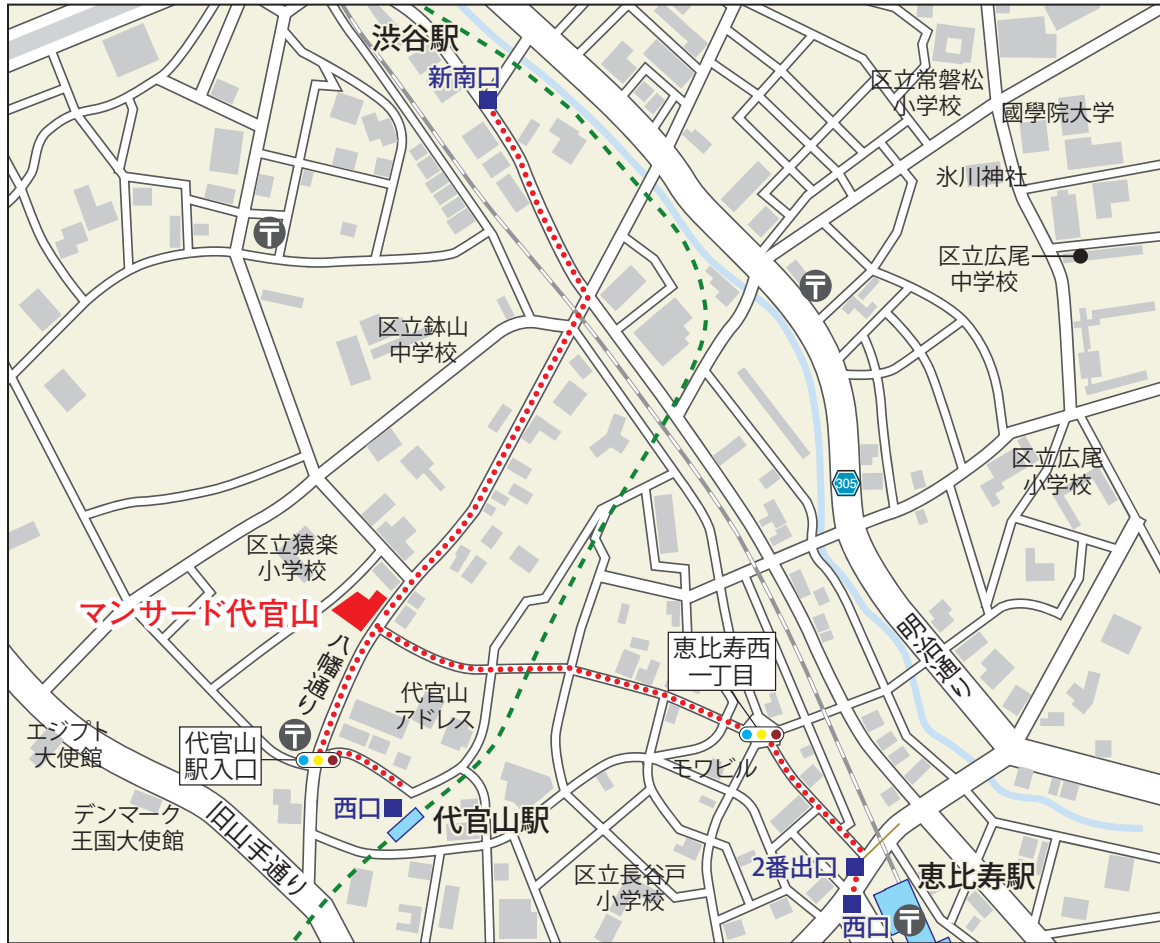 渋谷駅
新南口
区立常磐松
小学校
國學院大学
氷川神社
区立広尾
中学校
区立鉢山
中学校
区立広尾
小学校
305
区立猿楽
小学校
マンサード代官山
八幡通り
恵比寿西
一丁目
明治通り
代官山
アドレス
エジプト
大使館
代官山
駅入口
モワビル
デンマーク
王国大使館
旧山手通り
西口
代官山駅
区立長谷戸
小学校
2番出口
恵比寿駅
西口